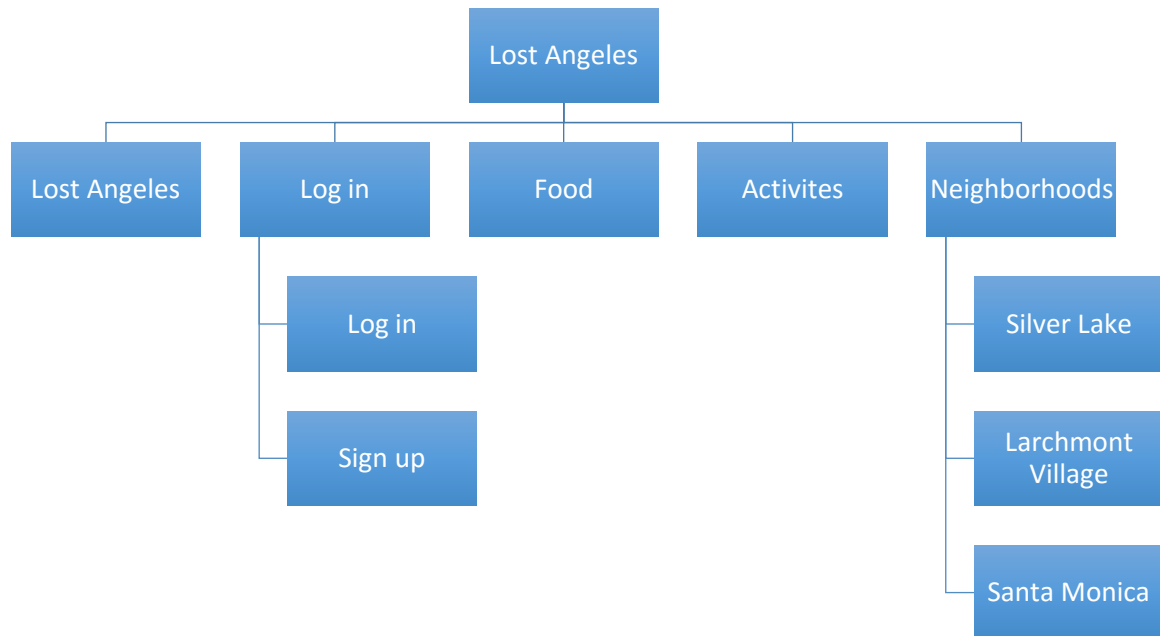 Lost Angeles
Lost Angeles
Log in
Food
Activites
Neighborhoods
Log in
Sign up
Silver Lake
Larchmont
Village
Santa Monica